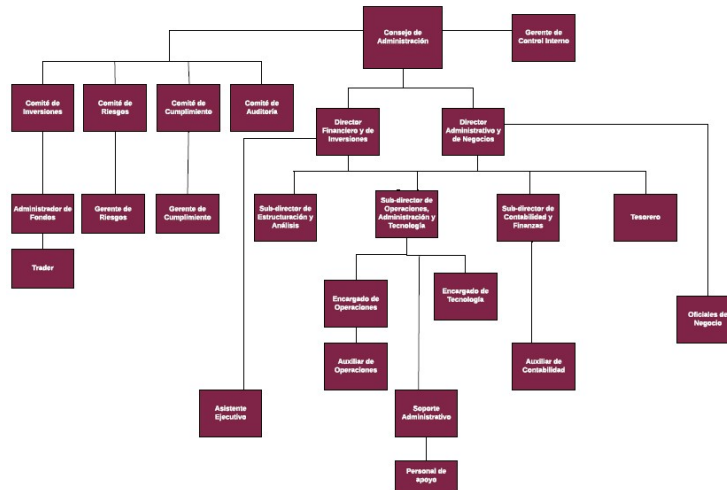 Consejo de
Administración
Gerente de
Control Interno
Comité de
Inversiones
Comité de
Riesgos
Comité de
Cumplimiento
Comité de
Auditoría
Director
Financiero y de
Inversiones
Director
Administrativo y
de Negocios
Administrador de
Fondos
Gerente de
Riesgos
Gerente de
Cumplimiento
Sub-director de
Estructuración y
Análisis
Sub-director de
Operaciones,
Administración y
Tecnología
Sub-director de
Contabilidad y
Finanzas
Tesorero
Trader
Encargado de
Operaciones
Encargado de
Tecnología
Oficiales de
Negocio
Auxiliar de
Operaciones
Auxiliar de
Contabilidad
Asistente
Ejecutivo
Soporte
Administrativo
Personal de
apoyo